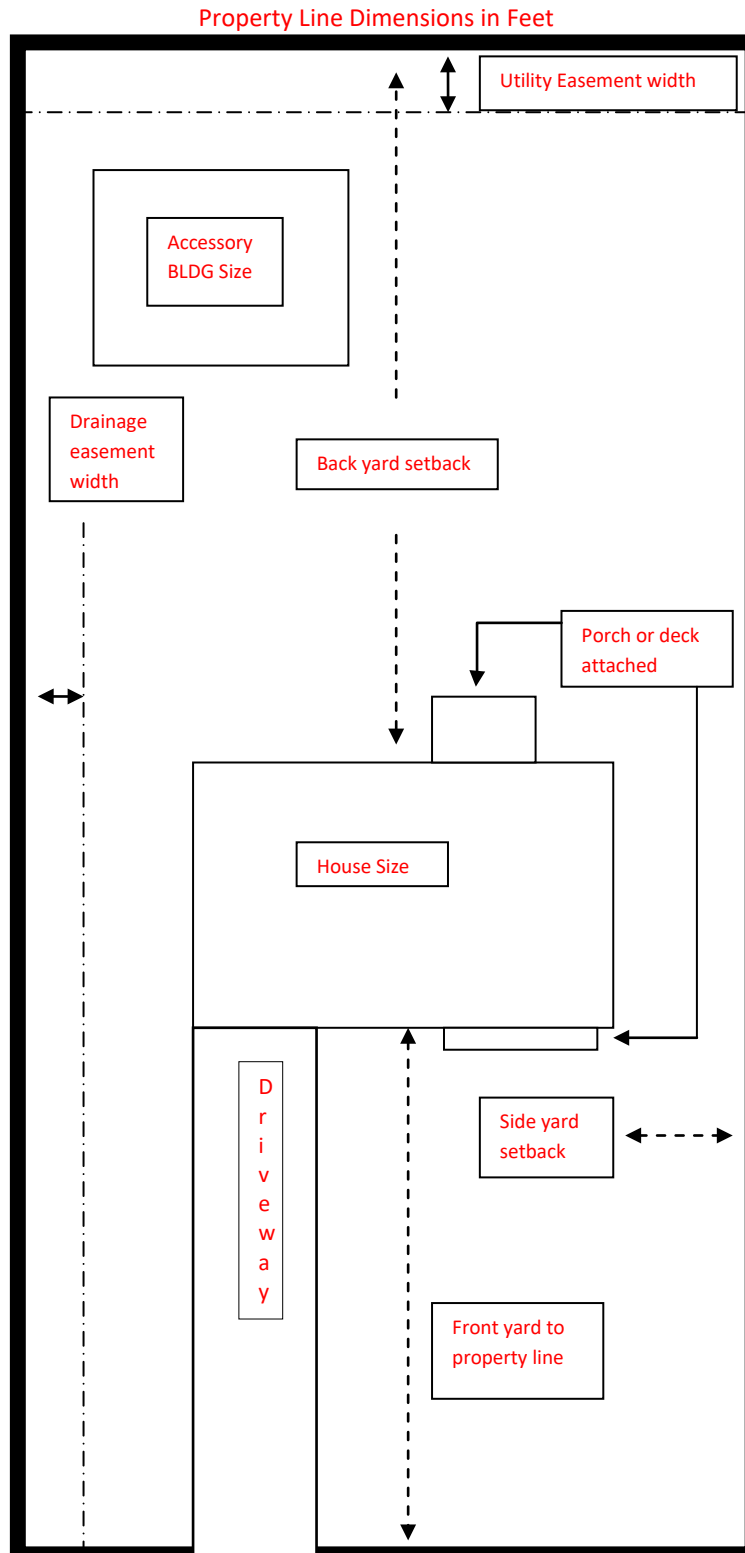 Property Line Dimensions in Feet
Utility Easement width
Accessory
BLDG Size
Drainage
easement
width
Back yard setback
Porch or deck
attached
House Size
D
r
i
v
e
w
a
y
Side yard
setback
Front yard to
property line